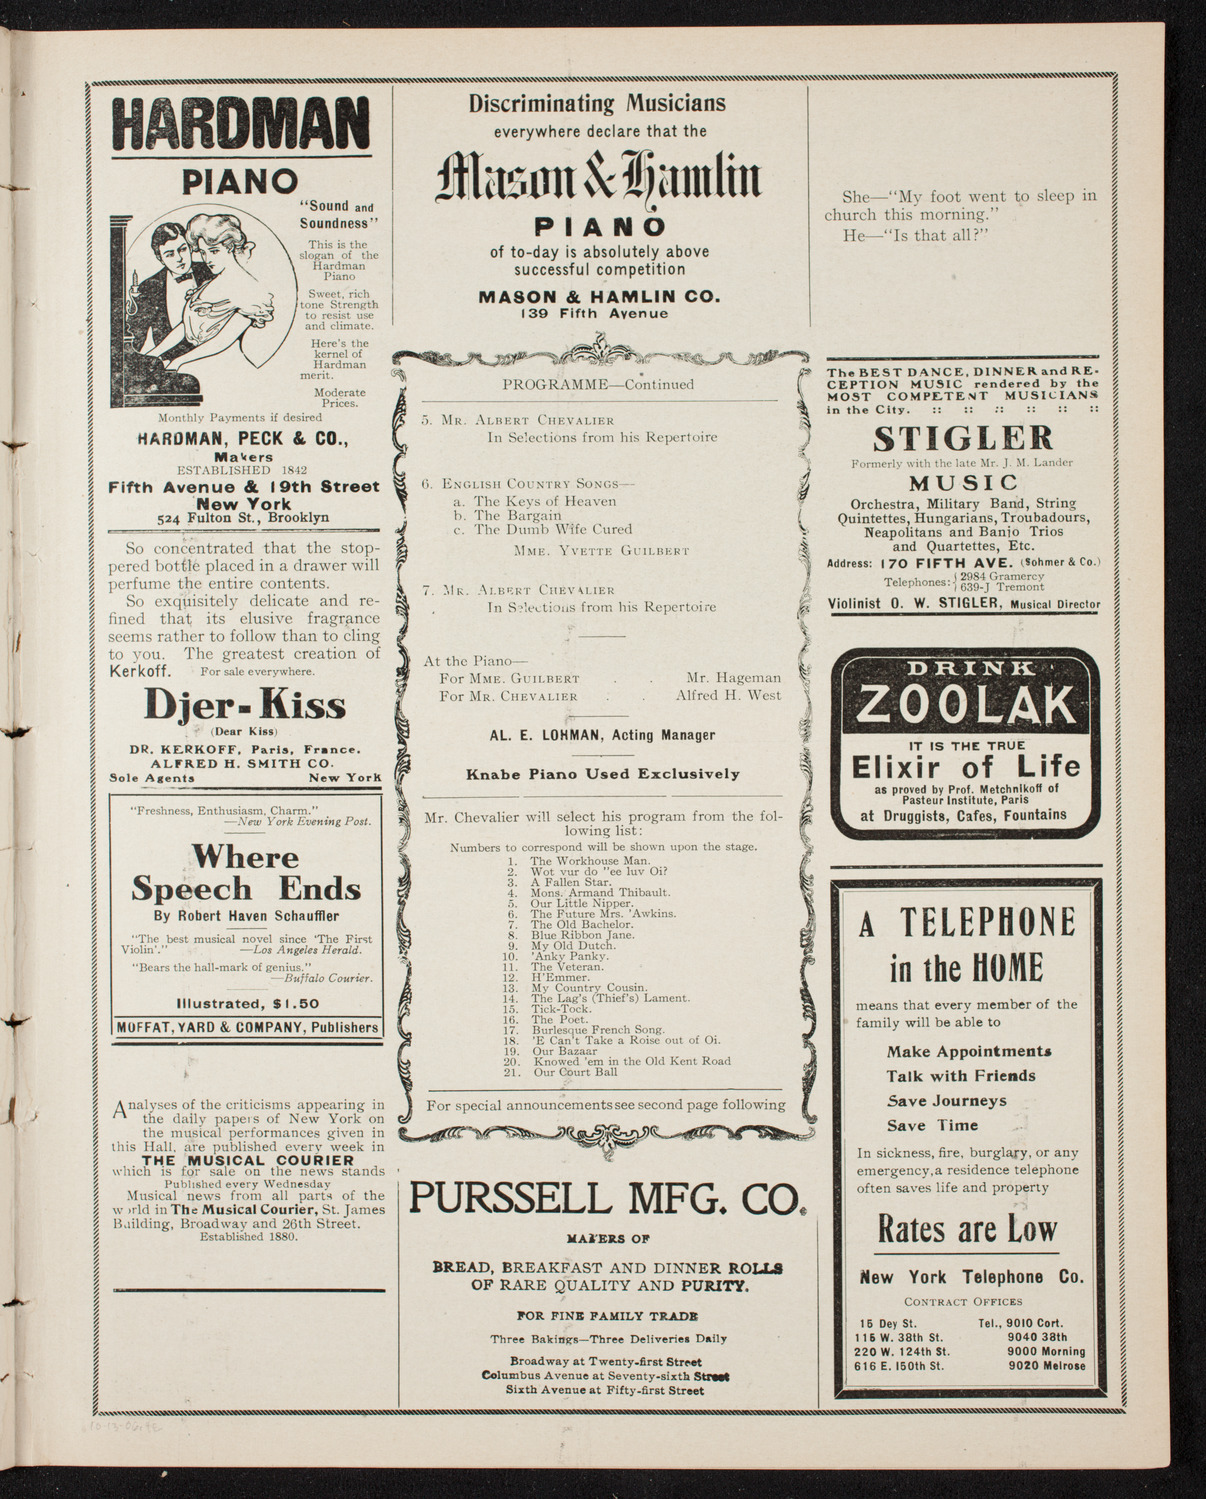 HARDMAN
PIANO
"Sound and
Soundness"
This is the
slogan of the
Hardman
Piano
Sweet, rich
tone Strength
to resist use
and climate.
Here's the
kernel of
Hardman
merit.
Moderate
Prices.
Monthly Payments if desired
HARDMAN, PECK & CO.,
Makers
ESTABLISHED 1842
Fifth Avenue & 19th Street
New York
524 Fulton St., Brooklyn
So concentrated that the stop-
pered bottle placed in a drawer will
perfume the entire contents.
So exquisitely delicate and re-
fined that its elusive fragrance
seems rather to follow than to cling
to you. The greatest creation of
Kerkoff. For sale everywhere.
Djer-Kiss
(Dear Kiss)
DR. KERKOFF, Paris, France.
ALFRED H. SMITH CO.
Sole Agents New York
"Freshness, Enthusiasm, Charm."
—New York Evening Post.
Where
Speech Ends
By Robert Haven Schauffler
"The best musical novel since 'The First
Violin'." —Los Angeles Herald.
"Bears the hall-mark of genius."
—Buffalo Courier.
Illustrated, $1.50
MOFFAT, YARD & COMPANY, Publishers
Analyses of the criticisms appearing in
the daily papers of New York on
the musical performances given in
this Hall, are published every week in
THE MUSICAL COURIER
which is for sale on the news stands
Published every Wednesday
Musical news from all parts of the
w rld in The Musical Courier, St. James
Building, Broadway and 26th Street.
Established 1880.
Discriminating Musicians
everywhere declare that the
Mason & Hamlin
PIANO
of to-day is absolutely above
successful competition
MASON & HAMLIN CO.
139 Fifth Avenue
PROGRAMME—Continued
5. MR. ALBERT CHEVALIER
In Selections from his Repertoire
6. ENGLISH COUNTRY SONGS—
a. The Keys of Heaven
b. The Bargain
c. The Dumb Wife Cured
MME. YVETTE GUILBERT
7. MR. ALBERT CHEVALIER
In Selections from his Repertoire
At the Piano—
For MME. GUILBERT . . Mr. Hageman
For MR. CHEVALIER . . Alfred H. West
AL. E. LOHMAN, Acting Manager
Knabe Piano Used Exclusively
Mr. Chevalier will select his program from the fol-
lowing list:
Numbers to correspond will be shown upon the stage.
1. The Workhouse Man.
2. Wot vur do "ee luv Oi?
3. A Fallen Star.
4. Mons. Armand Thibault.
5. Our Little Nipper.
6. The Future Mrs. 'Awkins.
7. The Old Bachelor.
8. Blue Ribbon Jane.
9. My Old Dutch.
10. 'Anky Panky.
11. The Veteran.
12. H'Emmer.
13. My Country Cousin.
14. The Lag's (Thief's) Lament.
15. Tick-Tock.
16. The Poet.
17. Burlesque French Song.
18. 'E Can't Take a Roise out of Oi.
19. Our Bazaar
20. Knowed 'em in the Old Kent Road
21. Our Court Ball
For special announcements see second page following
PURSSELL MFG. CO.
MAKERS OF
BREAD, BREAKFAST AND DINNER ROLLS
OF RARE QUALITY AND PURITY.
FOR FINE FAMILY TRADE
Three Bakings—Three Deliveries Daily
Broadway at Twenty-first Street
Columbus Avenue at Seventy-sixth Street
Sixth Avenue at Fifty-first Street
She—"My foot went to sleep in
church this morning."
He—"Is that all?"
The BEST DANCE, DINNER and RE-
CEPTION MUSIC rendered by the
MOST COMPETENT MUSICIANS
in the City. :: :: :: :: :: ::
STIGLER
Formerly with the late Mr. J. M. Lander
MUSIC
Orchestra, Military Band, String
Quintettes, Hungarians, Troubadours,
Neapolitans and Banjo Trios
and Quartettes, Etc.
Address: 170 FIFTH AVE. (Sohmer & Co.)
Telephones: { 2984 Gramercy
639-J Tremont
Violinist O. W. STIGLER, Musical Director
DRINK
ZOOLAK
IT IS THE TRUE
Elixir of Life
as proved by Prof. Metchnikoff of
Pasteur Institute, Paris
at Druggists, Cafes, Fountains
A TELEPHONE
in the HOME
means that every member of the
family will be able to
Make Appointments
Talk with Friends
Save Journeys
Save Time
In sickness, fire, burglary, or any
emergency, a residence telephone
often saves life and property
Rates are Low
New York Telephone Co.
CONTRACT OFFICES
15 Dey St. Tel., 9010 Cort.
115 W. 38th St. 9040 38th
220 W. 124th St. 9000 Morning
616 E. 150th St. 9020 Melrose